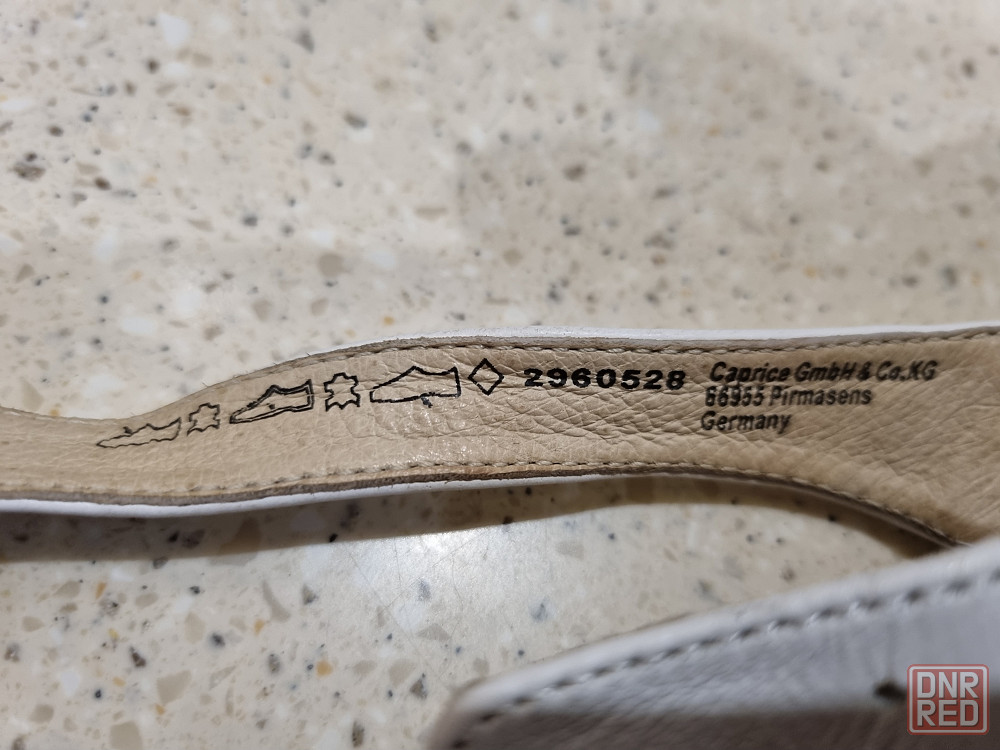 2960528
Caprice GmbH & Co.KG
66955 Pirmasens
Germany
DNR
RED